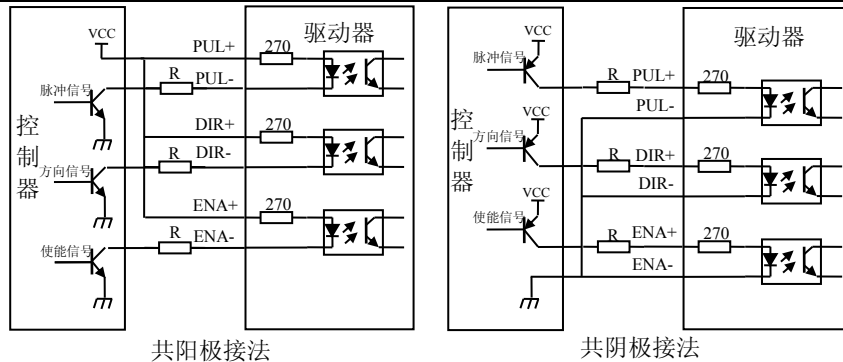 VCC
PUL+
270
驱动器
脉冲信号
R
PUL-
控制器
DIR+
270
方向信号
R
DIR-
ENA+
270
使能信号
R
ENA-
共阳极接法
VCC
驱动器
脉冲信号
R
PUL+
270
PUL-
控制器
VCC
方向信号
R
DIR+
270
DIR-
VCC
使能信号
R
ENA+
270
ENA-
共阴极接法